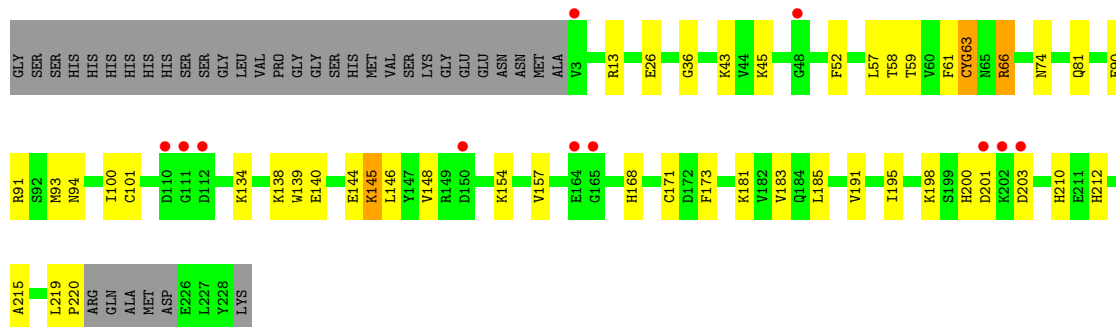 GLY SER SER HIS HIS HIS HIS HIS HIS SER SER GLY LEU VAL PRO GLY GLY SER HIS MET VAL SER LYS GLY GLU GLU ASN ASN MET ALA V3 R13 E26 G36 K43 V44 K45 G48 F52 L57 T58 T59 V60 F61 CYG63 N65 R66 N74 Q81 E90
R91 S92 M93 N94 I100 C101 D110 G111 D112 K134 K138 W139 E140 E144 K145 L146 Y147 V148 R149 D150 K154 V157 E164 G165 H168 C171 D172 F173 K181 V182 V183 Q184 L185 V191 I195 K198 S199 H200 D201 K202 D203 H210 E211 H212
A215 L219 P220 ARG GLN ALA MET ASP E226 L227 Y228 LYS